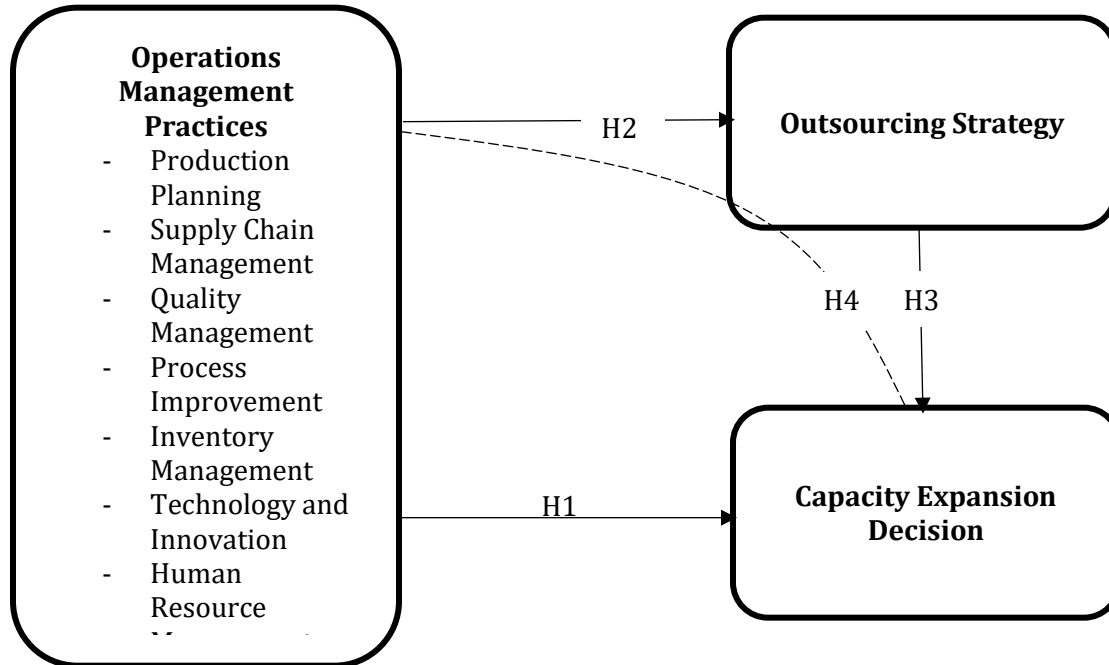 Operations
Management
Practices
- Production
Planning
- Supply Chain
Management
- Quality
Management
- Process
Improvement
- Inventory
Management
- Technology and
Innovation
- Human
Resource
H2
Outsourcing Strategy
H4
H3
H1
Capacity Expansion
Decision